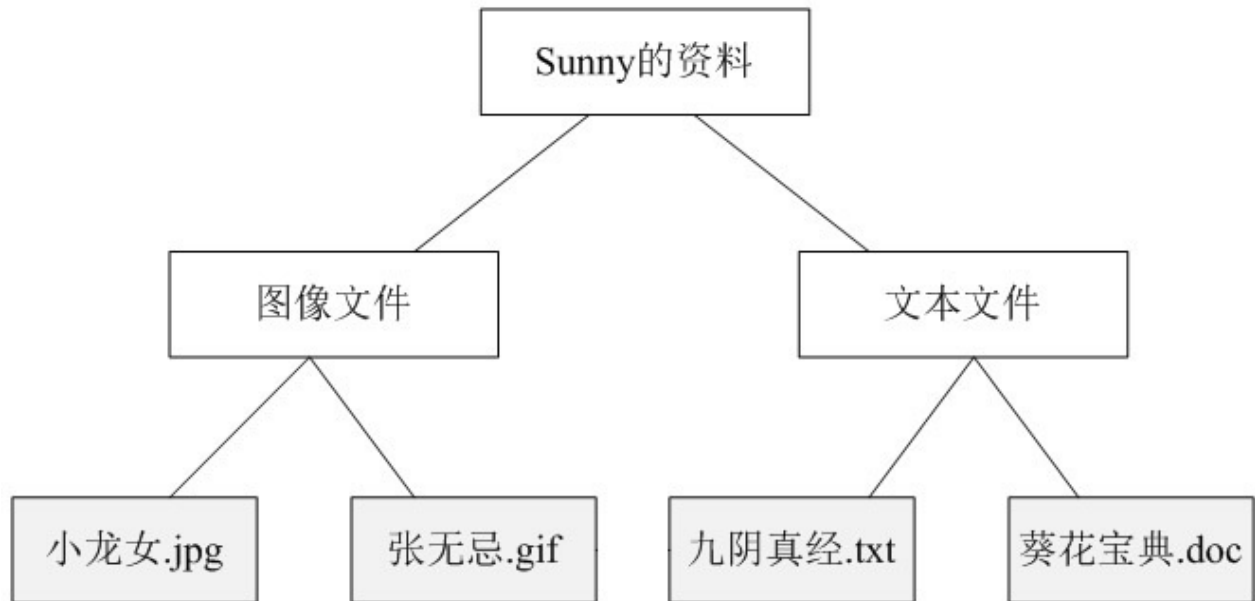 Sunny的资料
图像文件
文本文件
小龙女.jpg
张无忌.gif
九阴真经.txt
葵花宝典.doc